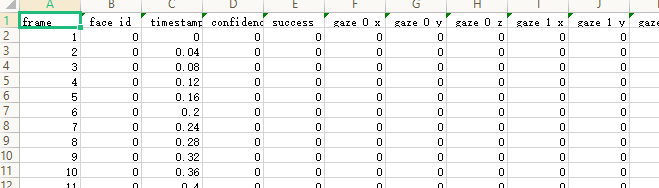 A B C D E F G H I J
1 frame face id timestamp confidenc success gaze 0 x gaze 0 y gaze 0 z gaze 1 x gaze 1 y gaze
2 1 0 0 0 0 0 0 0 0 0
3 2 0 0.04 0 0 0 0 0 0 0
4 3 0 0.08 0 0 0 0 0 0 0
5 4 0 0.12 0 0 0 0 0 0 0
6 5 0 0.16 0 0 0 0 0 0 0
7 6 0 0.2 0 0 0 0 0 0 0
8 7 0 0.24 0 0 0 0 0 0 0
9 8 0 0.28 0 0 0 0 0 0 0
10 9 0 0.32 0 0 0 0 0 0 0
11 10 0 0.36 0 0 0 0 0 0 0
12 11 0 0.4 0 0 0 0 0 0 0